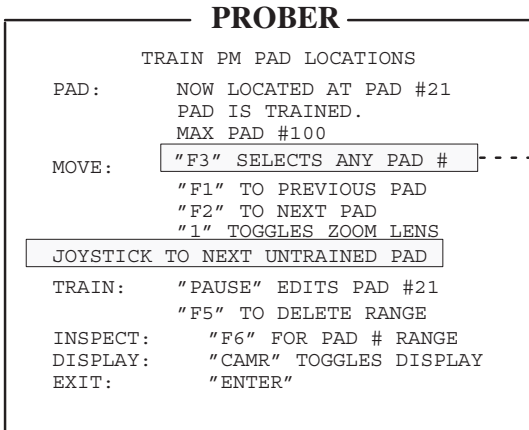 PROBER
TRAIN PM PAD LOCATIONS
PAD: NOW LOCATED AT PAD #21
PAD IS TRAINED.
MAX PAD #100
MOVE: "F3" SELECTS ANY PAD #
"F1" TO PREVIOUS PAD
"F2" TO NEXT PAD
"1" TOGGLES ZOOM LENS
JOYSTICK TO NEXT UNTRAINED PAD
TRAIN: "PAUSE" EDITS PAD #21
"F5" TO DELETE RANGE
INSPECT: "F6" FOR PAD # RANGE
DISPLAY: "CAMR" TOGGLES DISPLAY
EXIT: "ENTER"